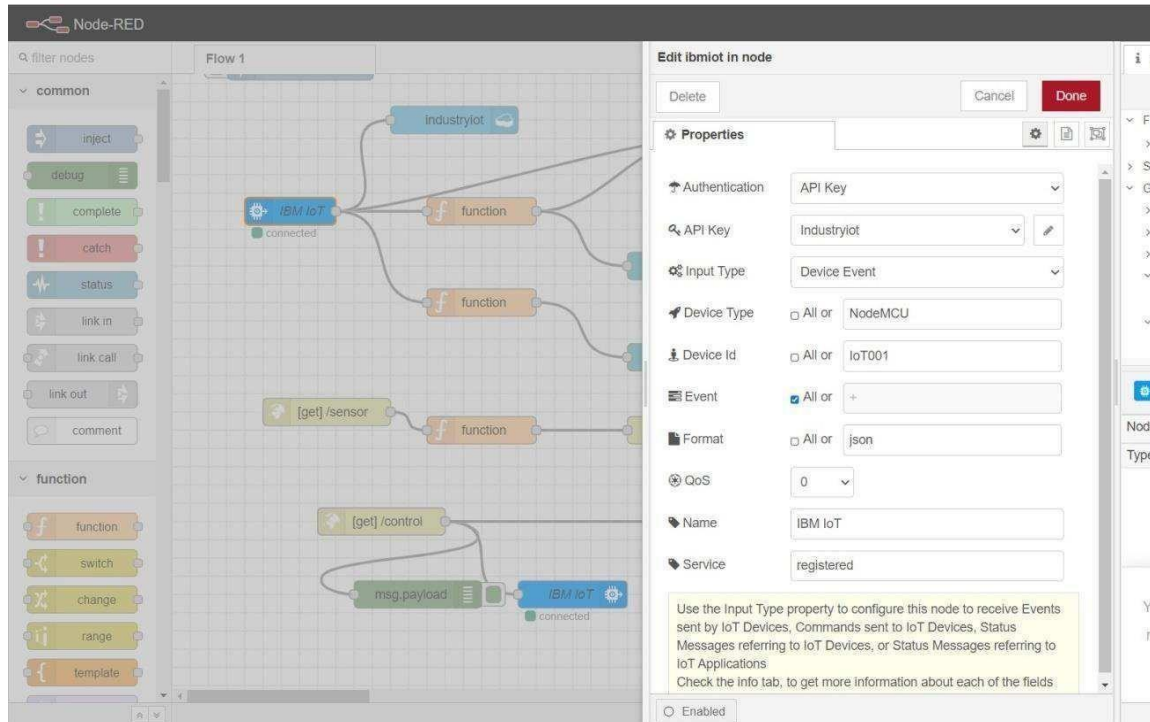 Node-RED
filter nodes
common
inject
debug
complete
catch
status
link in
link call
link out
comment
function
function
switch
change
range
template
Flow 1
IndustryIot
IBM IoT
connected
function
function
[get] /sensor
function
[get] /control
msg.payload
IBM IoT
connected
Edit ibmiot in node
Delete
Cancel
Done
Properties
Authentication
API Key
API Key
IndustryIot
Input Type
Device Event
Device Type
All or
NodeMCU
Device Id
All or
IoT001
Event
All or
+
Format
All or
json
QoS
0
Name
IBM IoT
Service
registered
Use the Input Type property to configure this node to receive Events
sent by IoT Devices, Commands sent to IoT Devices, Status
Messages referring to IoT Devices, or Status Messages referring to
IoT Applications
Check the info tab, to get more information about each of the fields
Enabled
i
F
S
G
Nod
Type